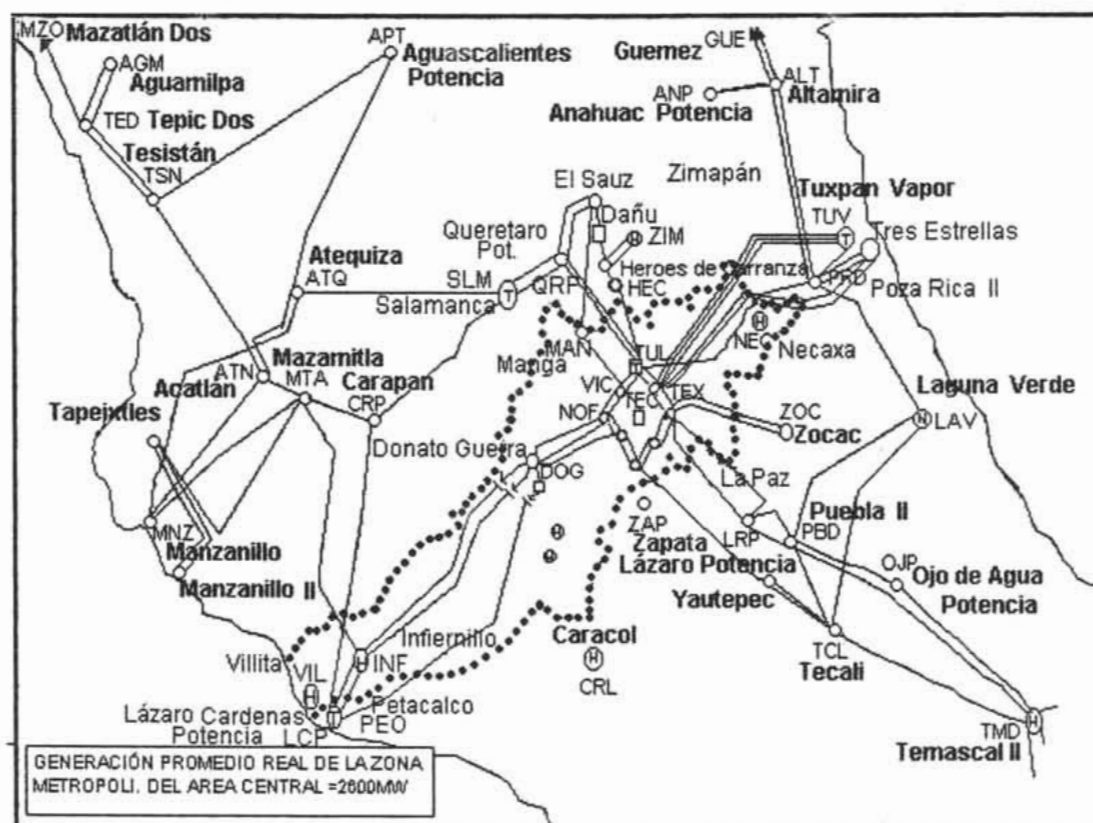 MZO
Mazatlán Dos
AGM
Aguamilpa
APT
Aguascalientes
Potencia
Guemez
GUE
ANP
ALT
Altamira
Anahuac Potencia
TED Tepic Dos
Tesistán
TSN
Zimapán
Tuxpan Vapor
TUV
T
Tres Estrellas
El Sauz
Dañu
H ZIM
Queretaro
Pot.
Atequiza
ATQ
SLM
T
Salamanca
QRP
Heroes de Carranza
HEC
PRD
Poza Rica II
H
NEC
Necaxa
MAN
Manga
TUL
Mazamitla
ATN
MTA
Acatlán
Carapan
CRP
VIC
TEC
TEX
Laguna Verde
LAV
Tapeixtles
NOF
ZOC
Zocac
Donato Guerra
DOG
La Paz
MNZ
Manzanillo
Manzanillo II
ZAP
Zapata
LRP
PBD
Puebla II
Lázaro Potencia
Yautepec
OJP
Ojo de Agua
Potencia
H
H
Infiernillo
H INF
Caracol
H
CRL
TCL
Tecali
Villita
VIL
H
Petacalco
PEO
Lázaro Cardenas
Potencia
LCP
TMD
H
Temascal II
GENERACIÓN PROMEDIO REAL DE LA ZONA
METROPOLI. DEL AREA CENTRAL =2600MW